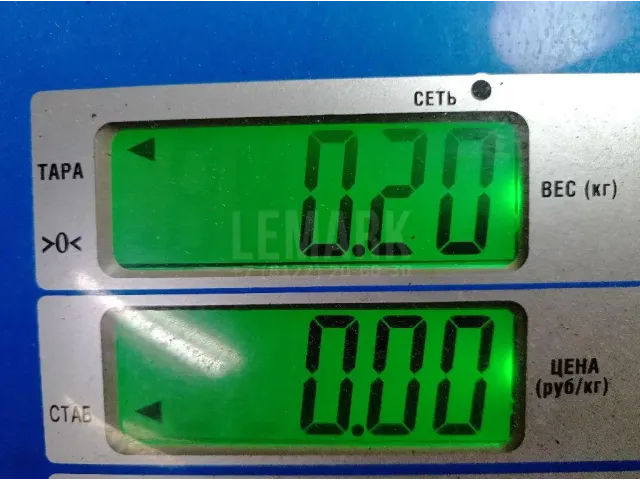 СЕТЬ
ТАРА
0.20
ВЕС (кг)
>0<
LEMARK
ЦЕНА
(руб/кг)
0.00
СТАБ